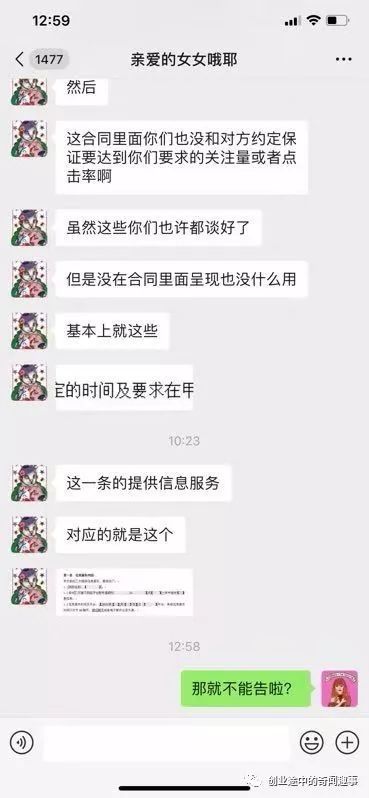 12:59
1477
亲爱的女女哦耶
然后
这合同里面你们也没和对方约定保
证要达到你们要求的关注量或者点
击率啊
虽然这些你们也许都谈好了
但是没在合同里面呈现也没什么用
基本上就这些
定的时间及要求在甲
10:23
这一条的提供信息服务
对应的就是这个
12:58
那就不能告啦?
创业途中的奇闻趣事